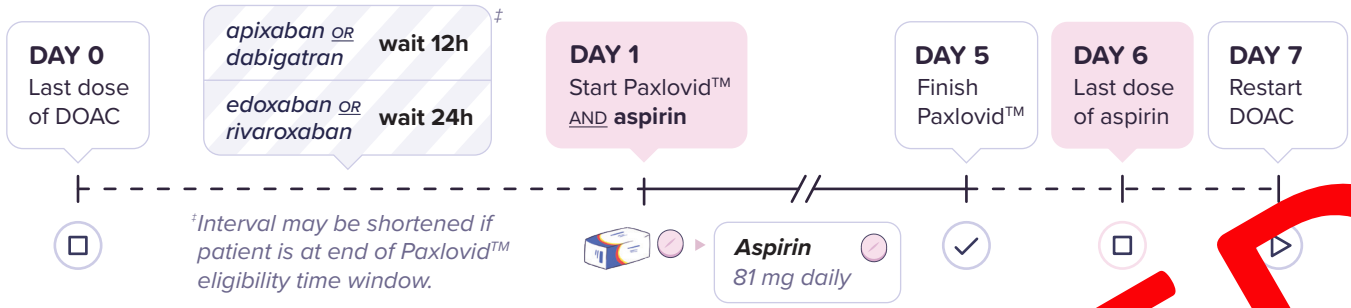 DAY 0
Last dose
of DOAC
apixaban OR
dabigatran
wait 12h
‡
edoxaban OR
rivaroxaban
wait 24h
DAY 1
Start Paxlovid™
AND aspirin
DAY 5
Finish
Paxlovid™
DAY 6
Last dose
of aspirin
DAY 7
Restart
DOAC
‡Interval may be shortened if
patient is at end of Paxlovid™
eligibility time window.
Aspirin
81 mg daily